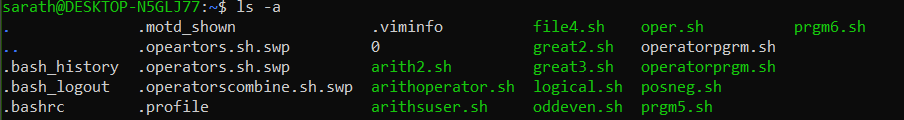 sarath@DESKTOP-N5GLJ77:~$ ls -a
. .motd_shown .viminfo file4.sh oper.sh prgm6.sh
.. .opeartors.sh.swp 0 great2.sh operatorpgrm.sh
.bash_history .operators.sh.swp arith2.sh great3.sh operatorprgm.sh
.bash_logout .operatorscombine.sh.swp arithoperator.sh logical.sh posneg.sh
.bashrc .profile arithsuser.sh oddeven.sh prgm5.sh